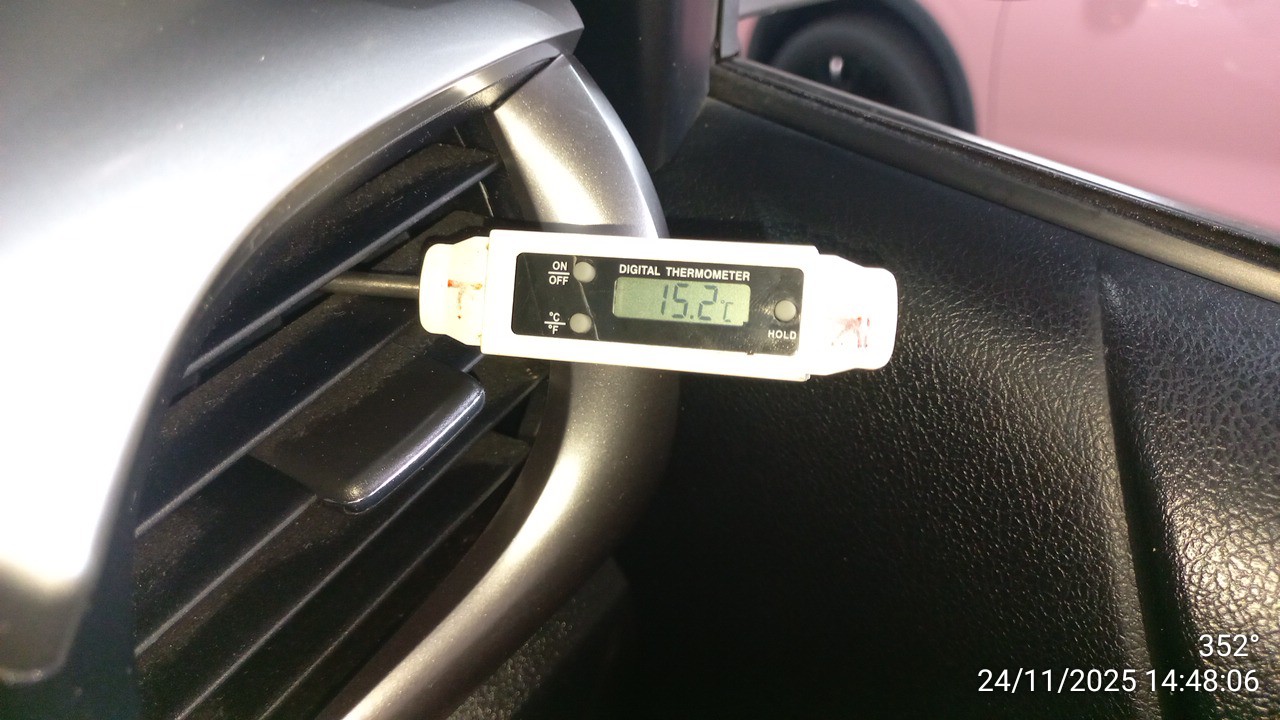 ON
OFF
DIGITAL THERMOMETER
15.2°C
°C
°F
HOLD
352°
24/11/2025 14:48:06